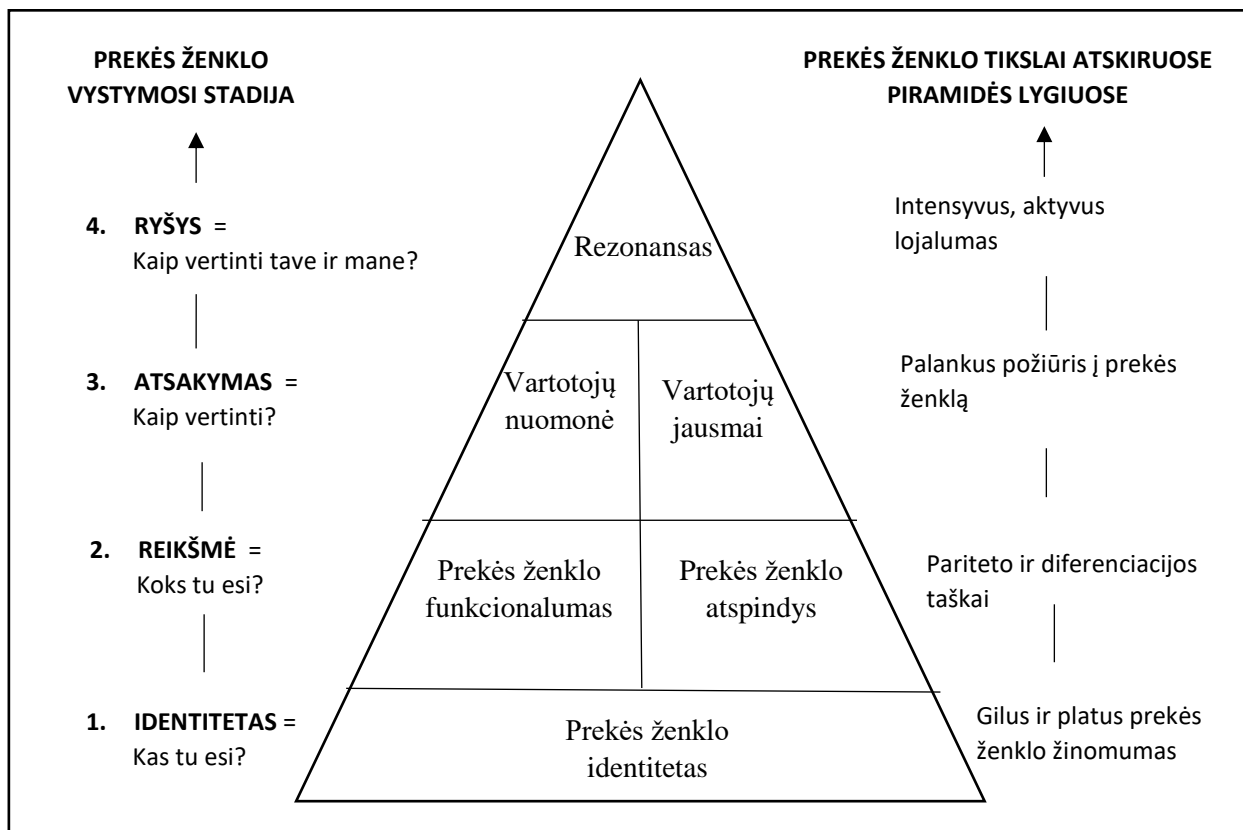 PREKĖS ŽENKLO
VYSTYMOSI STADIJA
PREKĖS ŽENKLO TIKSLAI ATSKIRUOSE
PIRAMIDĖS LYGIUOSE
4. RYŠYS =
Kaip vertinti tave ir mane?
Rezonansas
Intensyvus, aktyvus
lojalumas
3. ATSAKYMAS =
Kaip vertinti?
Vartotojų
nuomonė
Vartotojų
jausmai
Palankus požiūris į prekės
ženklą
2. REIKŠMĖ =
Koks tu esi?
Prekės ženklo
funkcionalumas
Prekės ženklo
atspindys
Pariteto ir diferenciacijos
taškai
1. IDENTITETAS =
Kas tu esi?
Prekės ženklo
identitetas
Gilus ir platus prekės
ženklo žinomumas